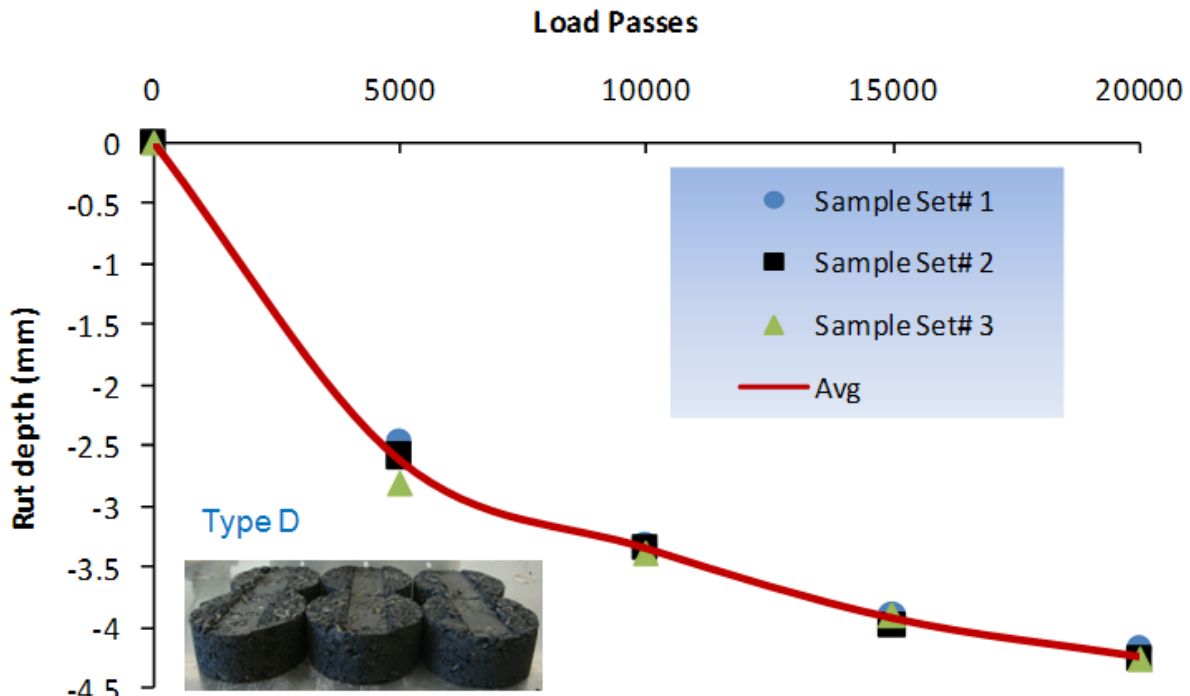 Load Passes
0 5000 10000 15000 20000
0
-0.5
-1
-1.5
-2
-2.5
-3
-3.5
-4
-4.5
Rut depth (mm)
Sample Set# 1
Sample Set# 2
Sample Set# 3
Avg
Type D